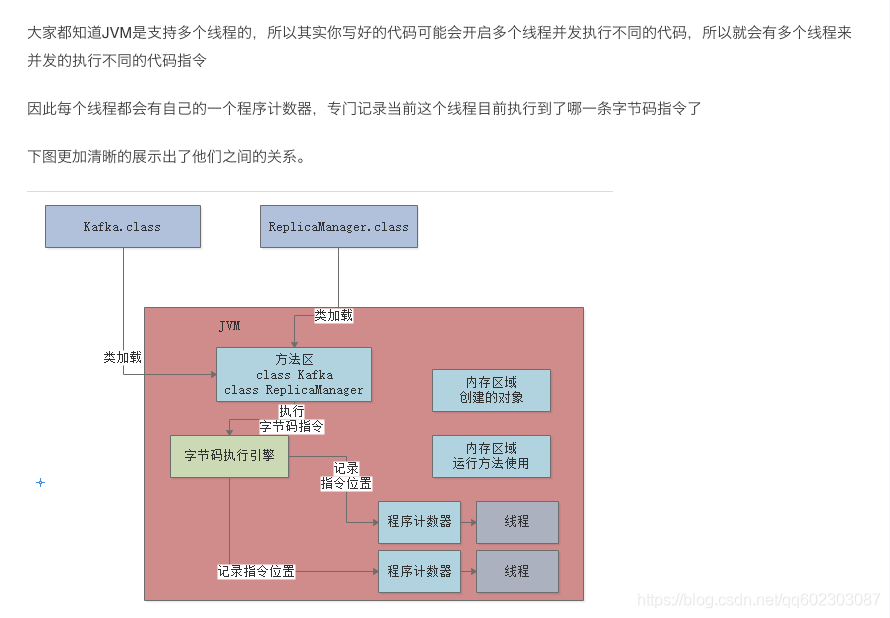 大家都知道JVM是支持多个线程的，所以其实你写好的代码可能会开启多个线程并发执行不同的代码，所以就会有多个线程来
并发的执行不同的代码指令
因此每个线程都会有自己的一个程序计数器，专门记录当前这个线程目前执行到了哪一条字节码指令了
下图更加清晰的展示出了他们之间的关系。
Kafka.class
ReplicaManager.class
JVM
类加载
类加载
方法区
class Kafka
class ReplicaManager
内存区域
创建的对象
执行
字节码指令
字节码执行引擎
内存区域
运行方法使用
记录
指令位置
程序计数器
线程
记录指令位置
程序计数器
线程
https://blog.csdn.net/qq602303087